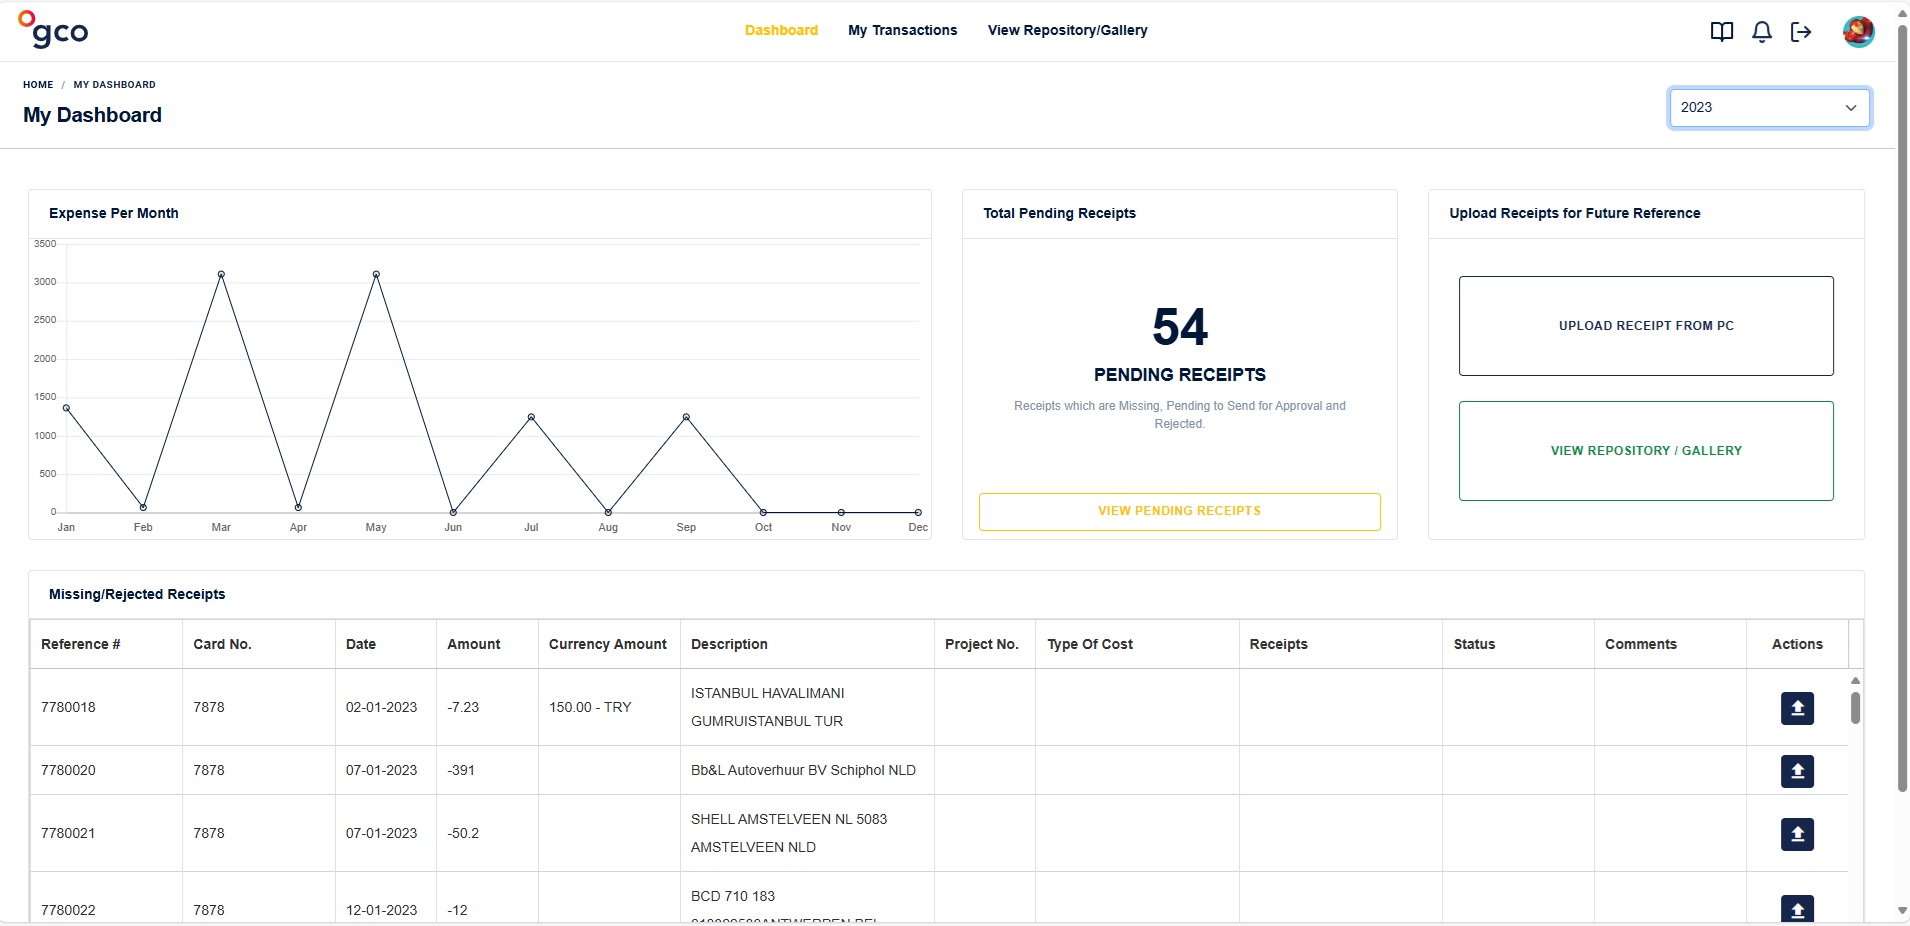 gco
Dashboard
My Transactions
View Repository/Gallery
HOME / MY DASHBOARD
My Dashboard
2023
Expense Per Month
3500
3000
2500
2000
1500
1000
500
0
Jan Feb Mar Apr May Jun Jul Aug Sep Oct Nov Dec
Total Pending Receipts
54
PENDING RECEIPTS
Receipts which are Missing, Pending to Send for Approval and
Rejected.
VIEW PENDING RECEIPTS
Upload Receipts for Future Reference
UPLOAD RECEIPT FROM PC
VIEW REPOSITORY / GALLERY
Missing/Rejected Receipts
Reference # Card No. Date Amount Currency Amount Description Project No. Type Of Cost Receipts Status Comments Actions
7780018 7878 02-01-2023 -7.23 150.00 - TRY ISTANBUL HAVALIMANI
GUMRUISTANBUL TUR
7780020 7878 07-01-2023 -391 Bb&L Autoverhuur BV Schiphol NLD
7780021 7878 07-01-2023 -50.2 SHELL AMSTELVEEN NL 5083
AMSTELVEEN NLD
7780022 7878 12-01-2023 -12 BCD 710 183